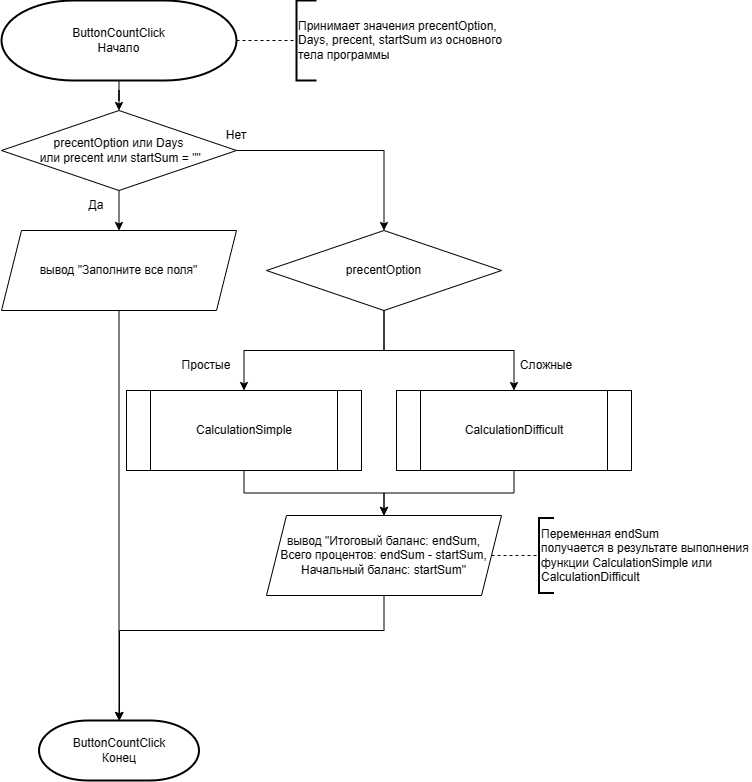 ButtonCountClick
Начало
Принимает значения precentOption,
Days, precent, startSum из основного
тела программы
precentOption или Days
или precent или startSum = ""
Нет
Да
вывод "Заполните все поля"
precentOption
Простые
Сложные
CalculationSimple
CalculationDifficult
вывод "Итоговый баланс: endSum,
Всего процентов: endSum - startSum,
Начальный баланс: startSum"
Переменная endSum
получается в результате выполнения
функции CalculationSimple или
CalculationDifficult
ButtonCountClick
Конец